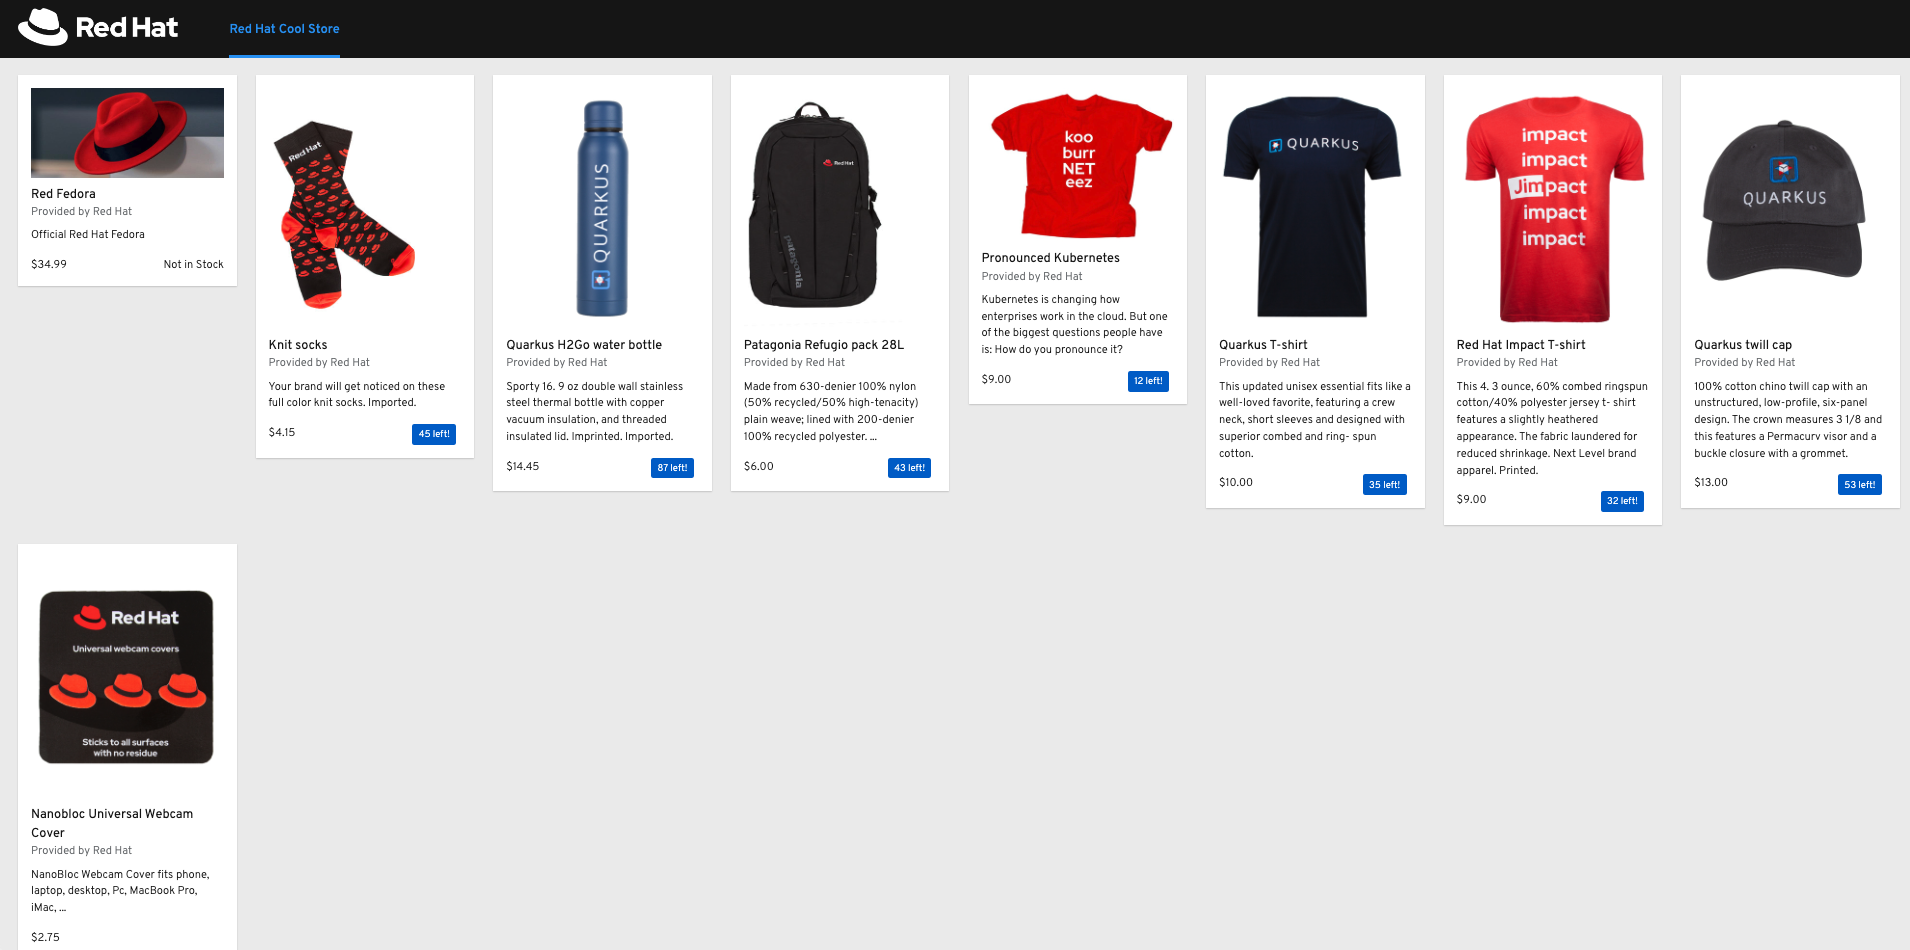 Red Hat
Red Hat Cool Store
Red Fedora
Provided by Red Hat
Official Red Hat Fedora
$34.99
Not in Stock
Red Hat
Knit socks
Provided by Red Hat
Your brand will get noticed on these
full color knit socks. Imported.
$4.15
45 left!
QUARKUS
Quarkus H2Go water bottle
Provided by Red Hat
Sporty 16. 9 oz double wall stainless
steel thermal bottle with copper
vacuum insulation, and threaded
insulated lid. Imprinted. Imported.
$14.45
87 left!
Red Hat
patagonia
Patagonia Refugio pack 28L
Provided by Red Hat
Made from 630-denier 100% nylon
(50% recycled/50% high-tenacity)
plain weave; lined with 200-denier
100% recycled polyester. ...
$6.00
43 left!
koo
burr
NET
eez
Pronounced Kubernetes
Provided by Red Hat
Kubernetes is changing how
enterprises work in the cloud. But one
of the biggest questions people have
is: How do you pronounce it?
$9.00
12 left!
QUARKUS
Quarkus T-shirt
Provided by Red Hat
This updated unisex essential fits like a
well-loved favorite, featuring a crew
neck, short sleeves and designed with
superior combed and ring- spun
cotton.
$10.00
35 left!
impact
impact
Jimpact
impact
impact
Red Hat Impact T-shirt
Provided by Red Hat
This 4. 3 ounce, 60% combed ringspun
cotton/40% polyester jersey t- shirt
features a slightly heathered
appearance. The fabric laundered for
reduced shrinkage. Next Level brand
apparel. Printed.
$9.00
32 left!
QUARKUS
Quarkus twill cap
Provided by Red Hat
100% cotton chino twill cap with an
unstructured, low-profile, six-panel
design. The crown measures 3 1/8 and
this features a Permacurv visor and a
buckle closure with a grommet.
$13.00
53 left!
Red Hat
Universal webcam covers
Sticks to all surfaces
with no residue
Nanobloc Universal Webcam
Cover
Provided by Red Hat
NanoBloc Webcam Cover fits phone,
laptop, desktop, Pc, MacBook Pro,
iMac, ...
$2.75